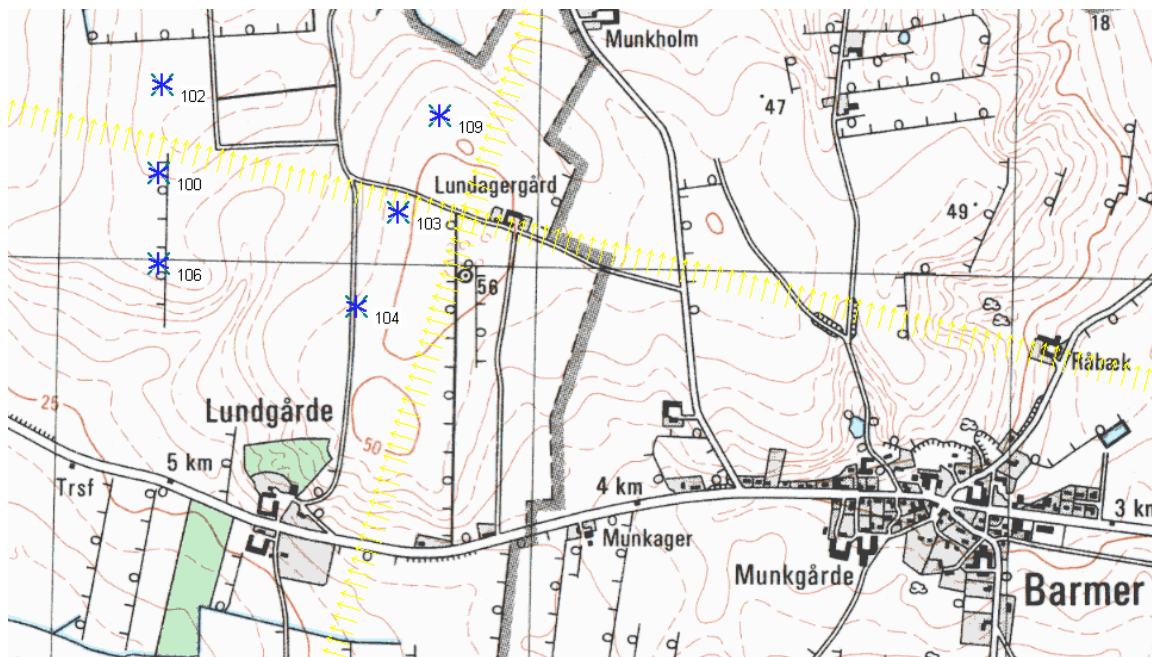 18
Munkholm
102
47
109
100
Lundagergård
103
49
106
56
104
Råbæk
Lundgårde
25
50
5 km
Trsf
4 km
3 km
Munkager
Munkgårde
Barmer